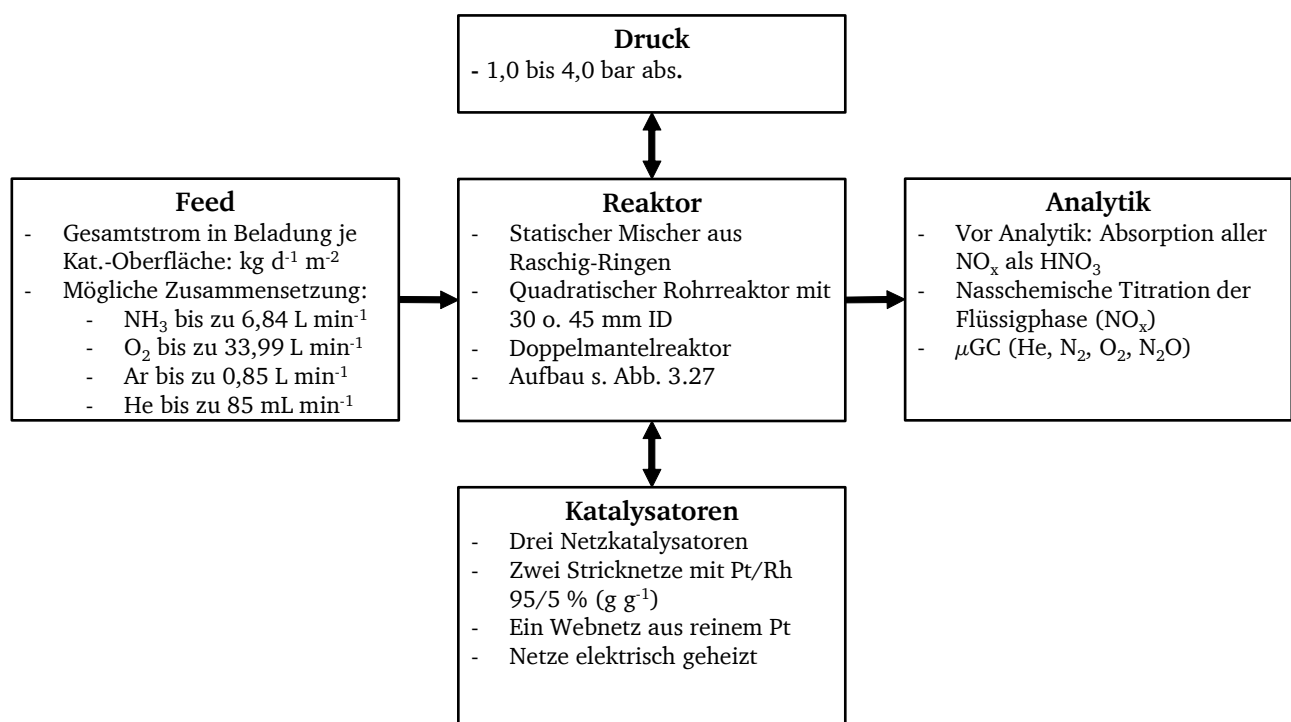 Druck
- 1,0 bis 4,0 bar abs.
Feed
- Gesamtstrom in Beladung je
Kat.-Oberfläche: kg d⁻¹ m⁻²
- Mögliche Zusammensetzung:
- NH₃ bis zu 6,84 L min⁻¹
- O₂ bis zu 33,99 L min⁻¹
- Ar bis zu 0,85 L min⁻¹
- He bis zu 85 mL min⁻¹
Reaktor
- Statischer Mischer aus
Raschig-Ringen
- Quadratischer Rohrreaktor mit
30 o. 45 mm ID
- Doppelmantelreaktor
- Aufbau s. Abb. 3.27
Analytik
- Vor Analytik: Absorption aller
NOₓ als HNO₃
- Nasschemische Titration der
Flüssigphase (NOₓ)
- μGC (He, N₂, O₂, N₂O)
Katalysatoren
- Drei Netzkatalysatoren
- Zwei Stricknetze mit Pt/Rh
95/5 % (g g⁻¹)
- Ein Webnetz aus reinem Pt
- Netze elektrisch geheizt